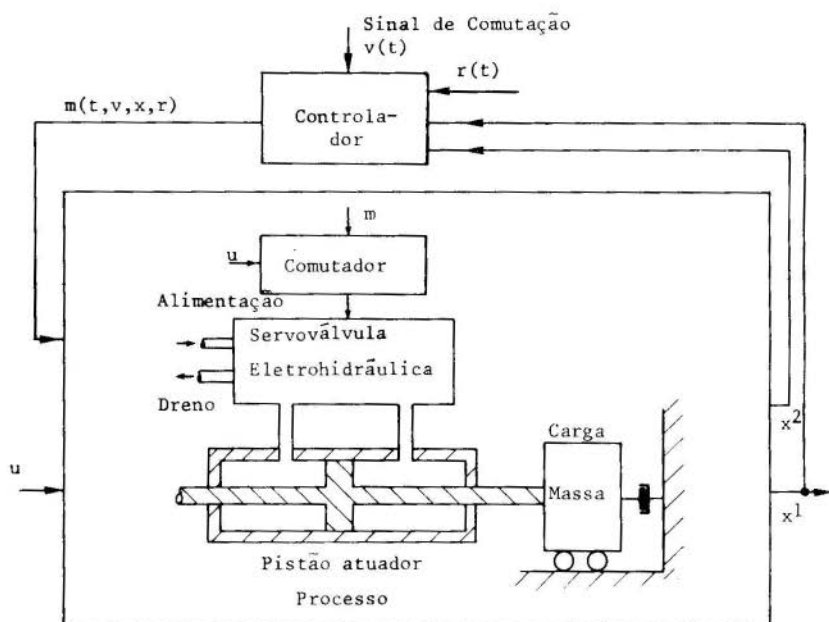 Sinal de Comutação
v(t)
r(t)
m(t,v,x,r)
Controla-
dor
m
u
Comutador
Alimentação
Servoválvula
Eletrohidráulica
Dreno
x2
Carga
Massa
u
x1
Pistão atuador
Processo